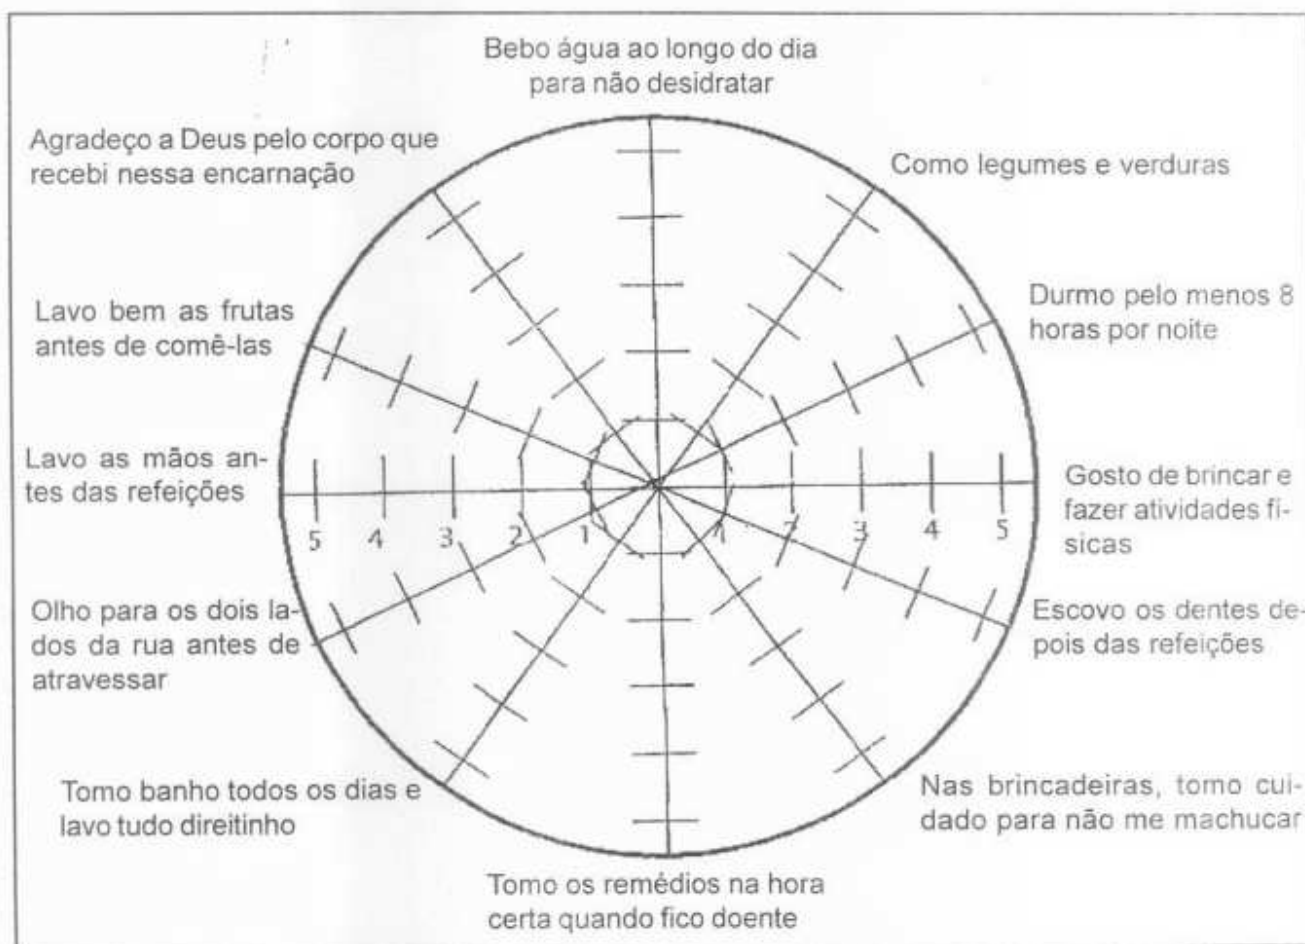 Bebo água ao longo do dia
para não desidratar
Agradeço a Deus pelo corpo que
recebi nessa encarnação
Como legumes e verduras
Lavo bem as frutas
antes de comê-las
Durmo pelo menos 8
horas por noite
Lavo as mãos an-
tes das refeições
Gosto de brincar e
fazer atividades fí-
sicas
5 4 3 2 1 1 2 3 4 5
Olho para os dois la-
dos da rua antes de
atravessar
Escovo os dentes de-
pois das refeições
Tomo banho todos os dias e
lavo tudo direitinho
Nas brincadeiras, tomo cui-
dado para não me machucar
Tomo os remédios na hora
certa quando fico doente